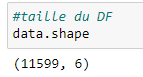 #taille du DF
data.shape
(11599, 6)